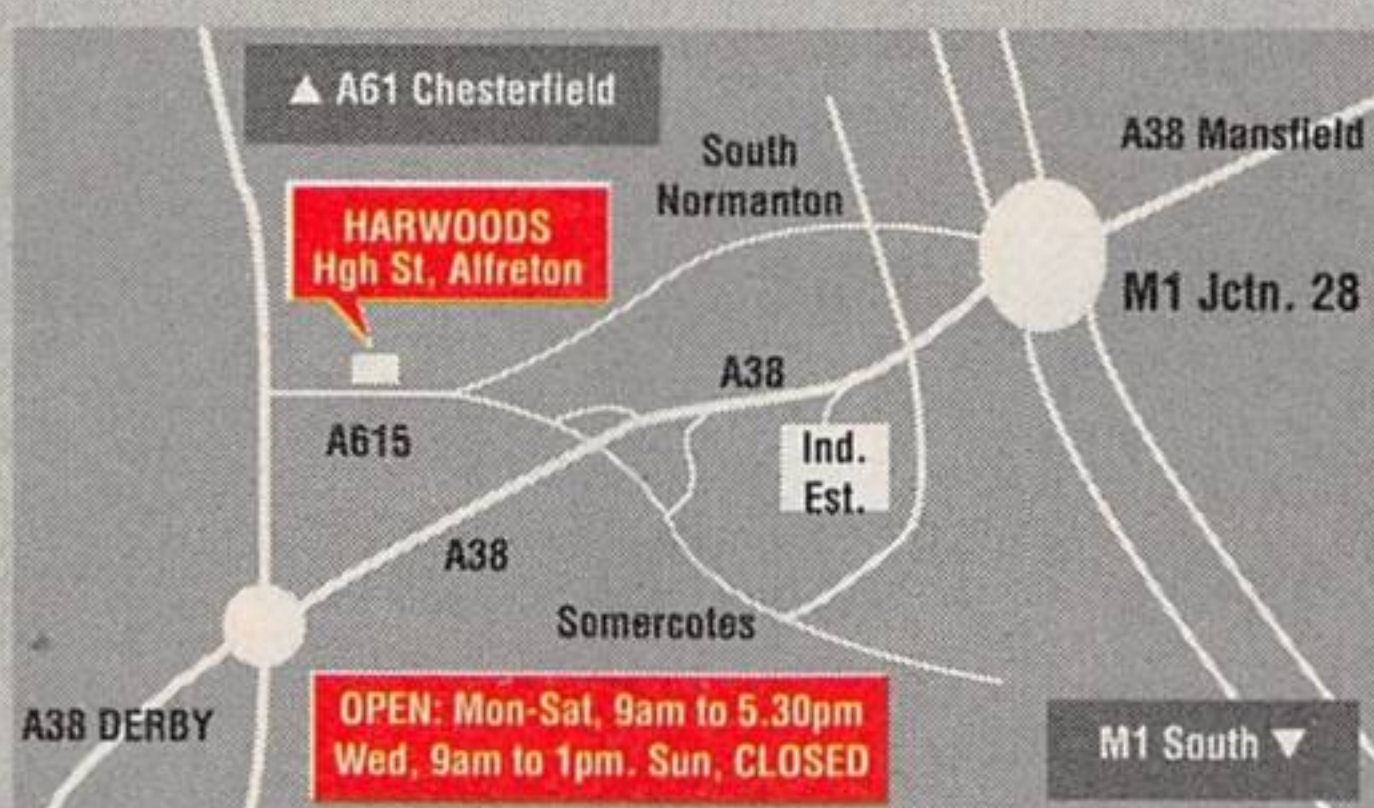 ▲ A61 Chesterfield
A38 Mansfield
South
Normanton
HARWOODS
Hgh St, Alfreton
M1 Jctn. 28
A38
A615
Ind.
Est.
A38
Somercotes
A38 DERBY
OPEN: Mon-Sat, 9am to 5.30pm
Wed, 9am to 1pm. Sun, CLOSED
M1 South ▼